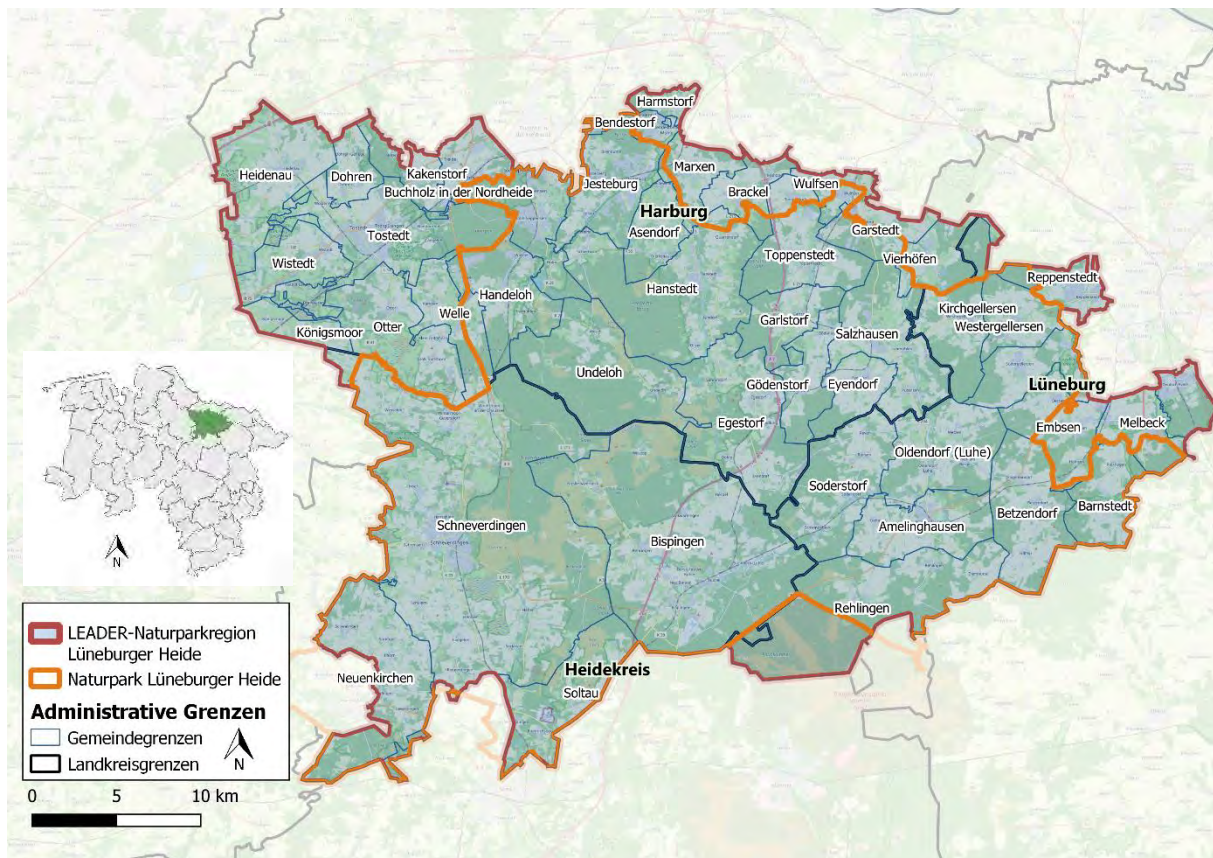 Harmstorf
Bendestorf
Heidenau
Dohren
Kakenstorf
Marxen
Buchholz in der Nordheide
Jesteburg
Brackel
Wulfsen
Harburg
Tostedt
Asendorf
Garstedt
Toppenstedt
Vierhöfen
Wistedt
Reppenstedt
Handeloh
Hanstedt
Kirchgellersen
Welle
Westergellersen
Königsmoor
Otter
Garlstorf
Salzhausen
Undeloh
Gödenstorf
Eyendorf
Lüneburg
Egestorf
Embsen
Melbeck
Oldendorf (Luhe)
Soderstorf
Schneverdingen
Amelinghausen
Betzendorf
Barnstedt
Bispingen
Rehlingen
Heidekreis
Neuenkirchen
Soltau
N
LEADER-Naturparkregion
Lüneburger Heide
Naturpark Lüneburger Heide
Administrative Grenzen
Gemeindegrenzen
Landkreisgrenzen
N
0 5 10 km